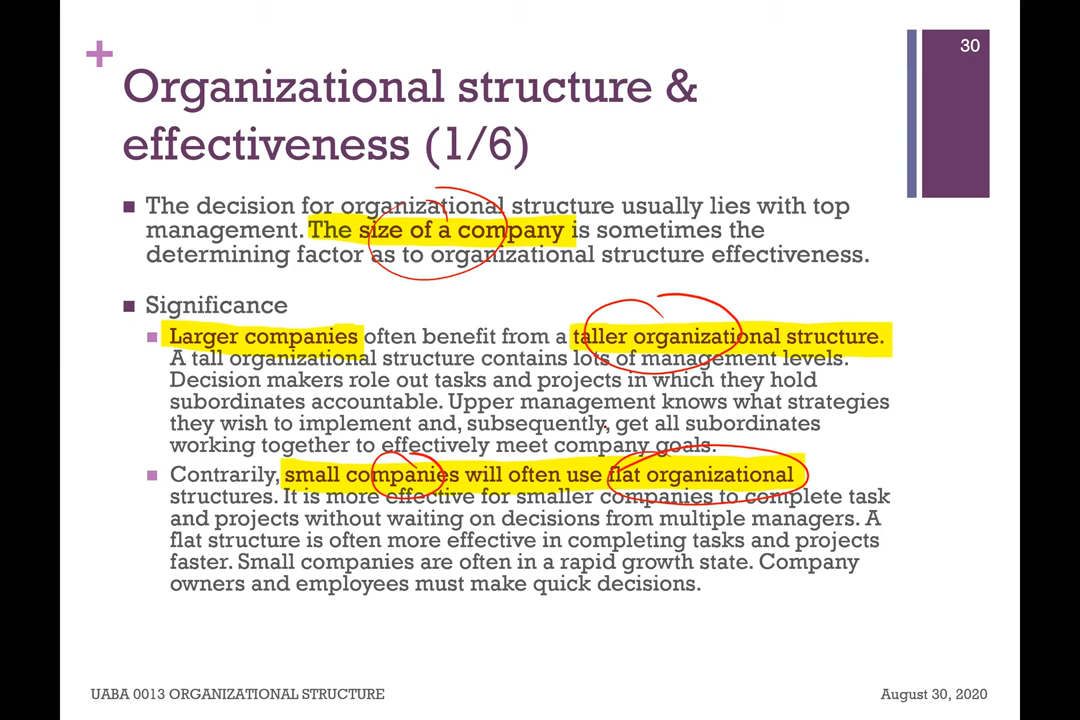 30
+
Organizational structure &
effectiveness (1/6)
The decision for organizational structure usually lies with top
management. The size of a company is sometimes the
determining factor as to organizational structure effectiveness.
Significance
Larger companies often benefit from a taller organizational structure.
A tall organizational structure contains lots of management levels.
Decision makers role out tasks and projects in which they hold
subordinates accountable. Upper management knows what strategies
they wish to implement and, subsequently, get all subordinates
working together to effectively meet company goals.
Contrarily, small companies will often use flat organizational
structures. It is more effective for smaller companies to complete task
and projects without waiting on decisions from multiple managers. A
flat structure is often more effective in completing tasks and projects
faster. Small companies are often in a rapid growth state. Company
owners and employees must make quick decisions.
UABA 0013 ORGANIZATIONAL STRUCTURE
August 30, 2020